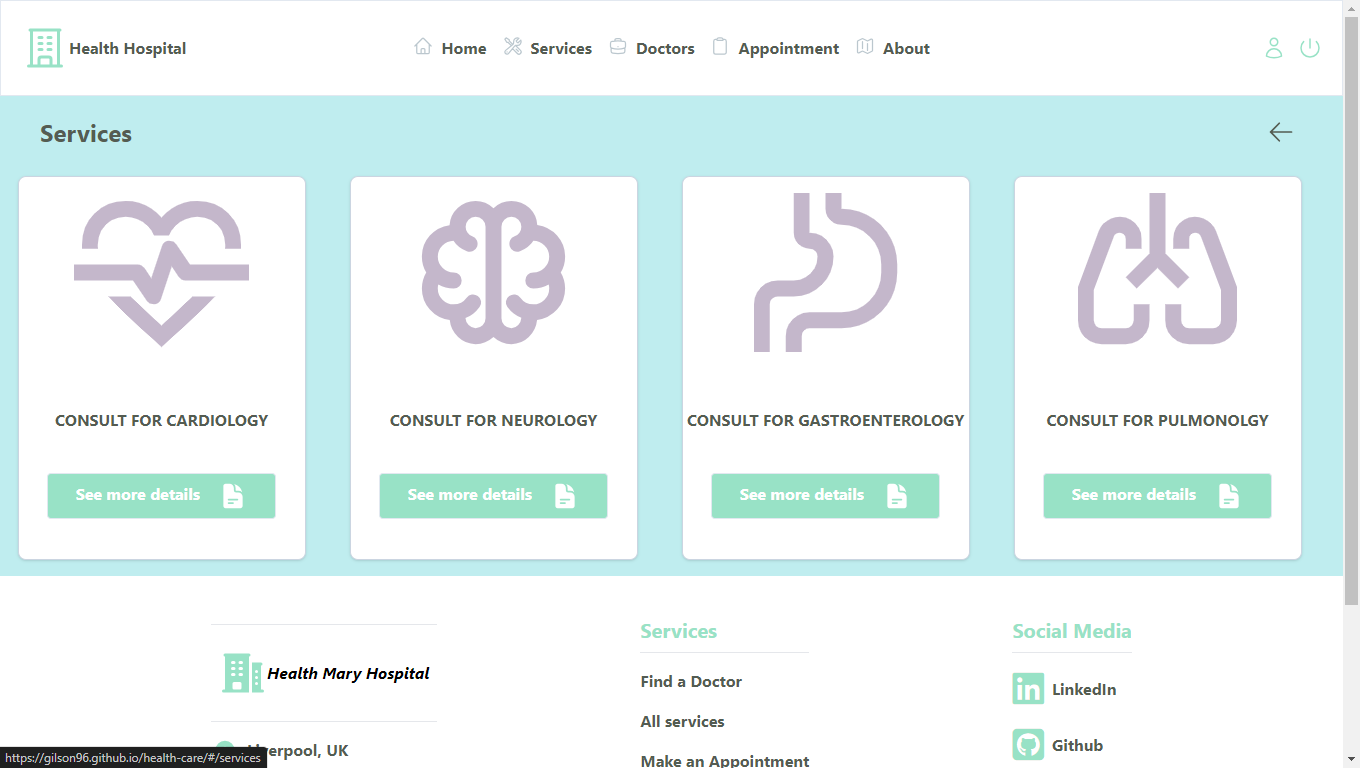 Health Hospital
Home Services Doctors Appointment About
Services
CONSULT FOR CARDIOLOGY
See more details
CONSULT FOR NEUROLOGY
See more details
CONSULT FOR GASTROENTEROLOGY
See more details
CONSULT FOR PULMONOLGY
See more details
Health Mary Hospital
Liverpool, UK
Services
Find a Doctor
All services
Make an Appointment
Social Media
LinkedIn
Github
https://gilson96.github.io/health-care/#/services